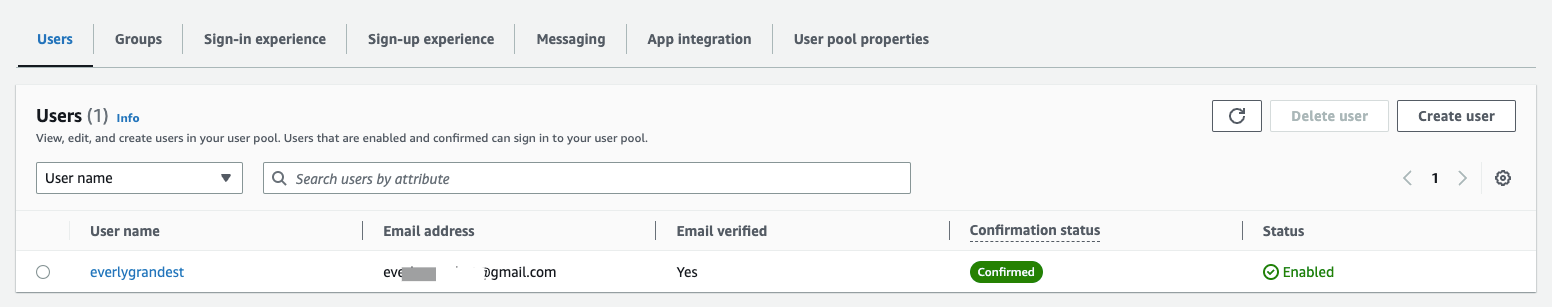 Users Groups Sign-in experience Sign-up experience Messaging App integration User pool properties
Users (1) Info
Delete user Create user
View, edit, and create users in your user pool. Users that are enabled and confirmed can sign in to your user pool.
User name Search users by attribute 1
User name Email address Email verified Confirmation status Status
everlygrandest @gmail.com Yes Confirmed Enabled